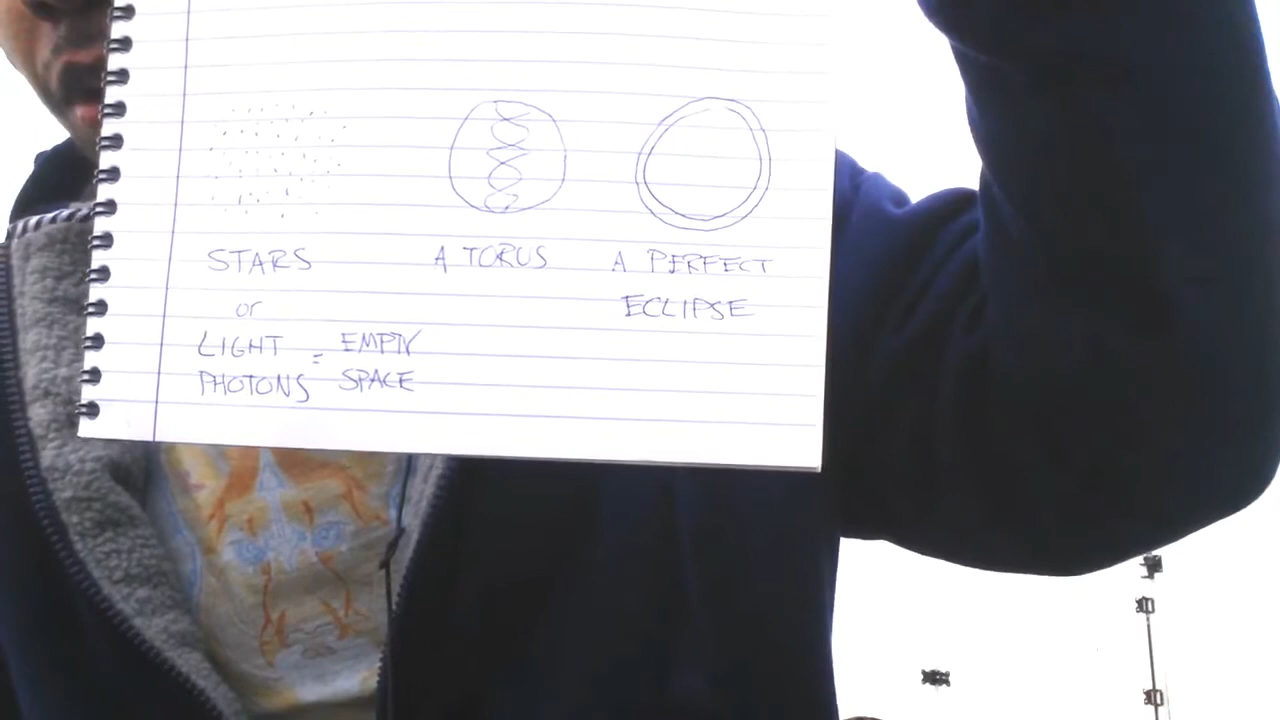 STARS
A TORUS
A PERFECT
ECLIPSE
or
LIGHT
PHOTONS
=
EMPTY
SPACE